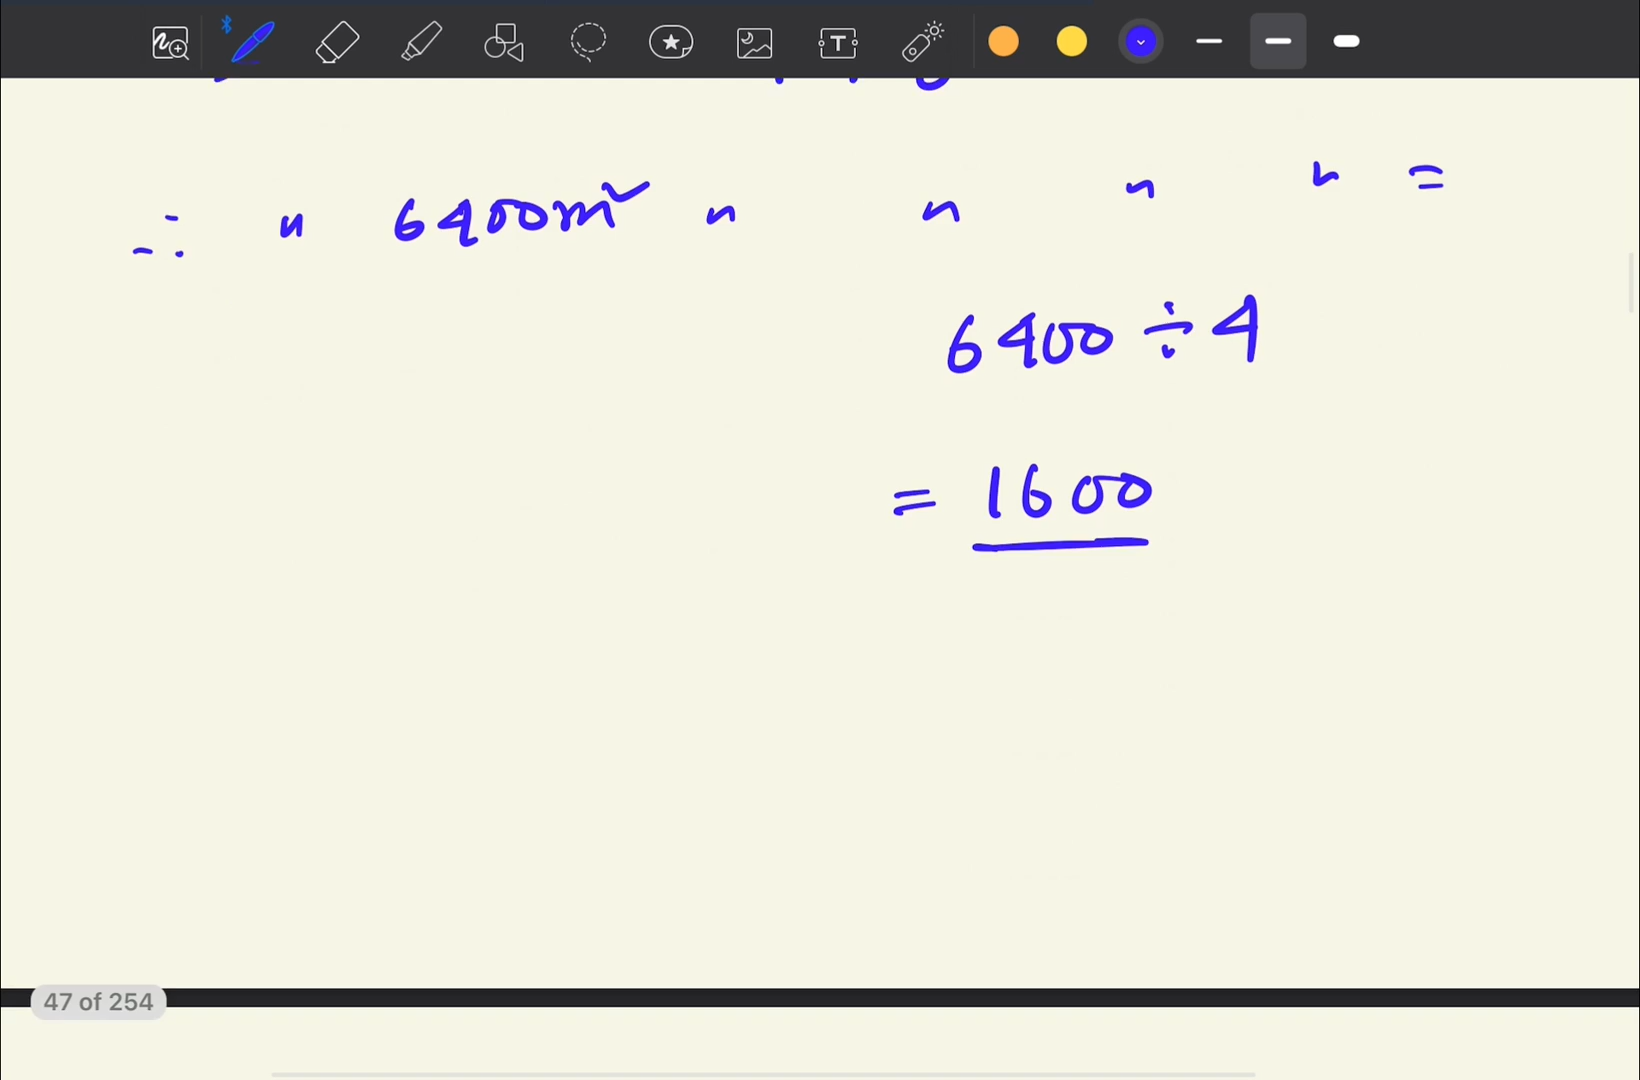 ∴ " 6400m² " " " " =
6400 ÷ 4
= 1600
47 of 254